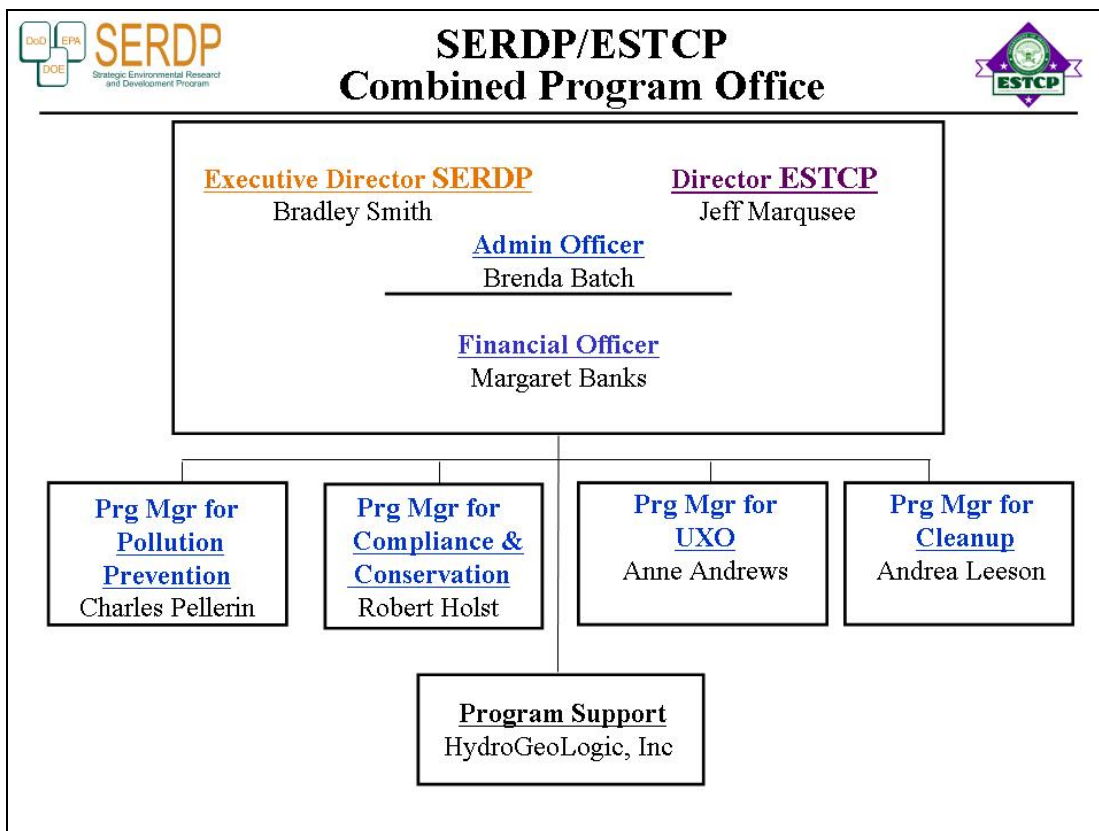 DoD
EPA
DOE
SERDP
Strategic Environmental Research
and Development Program
SERDP/ESTCP
Combined Program Office
ESTCP
Executive Director SERDP
Bradley Smith
Director ESTCP
Jeff Marqusee
Admin Officer
Brenda Batch
Financial Officer
Margaret Banks
Prg Mgr for
Pollution
Prevention
Charles Pellerin
Prg Mgr for
Compliance &
Conservation
Robert Holst
Prg Mgr for
UXO
Anne Andrews
Prg Mgr for
Cleanup
Andrea Leeson
Program Support
HydroGeoLogic, Inc